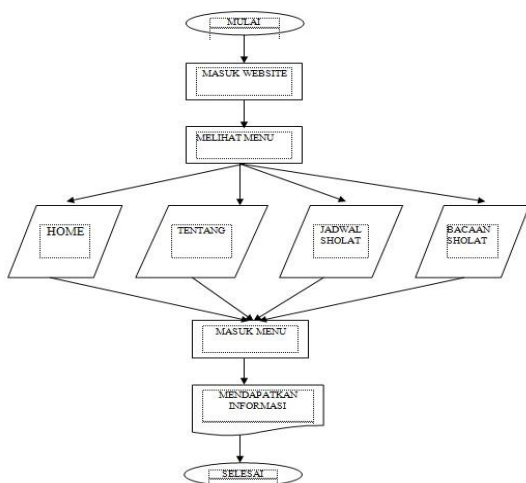 MULAI
MASUK WEBSITE
MELIHAT MENU
HOME
TENTANG
JADWAL
SHOLAT
BACAAN
SHOLAT
MASUK MENU
MENDAPATKAN
INFORMASI
SELESAI